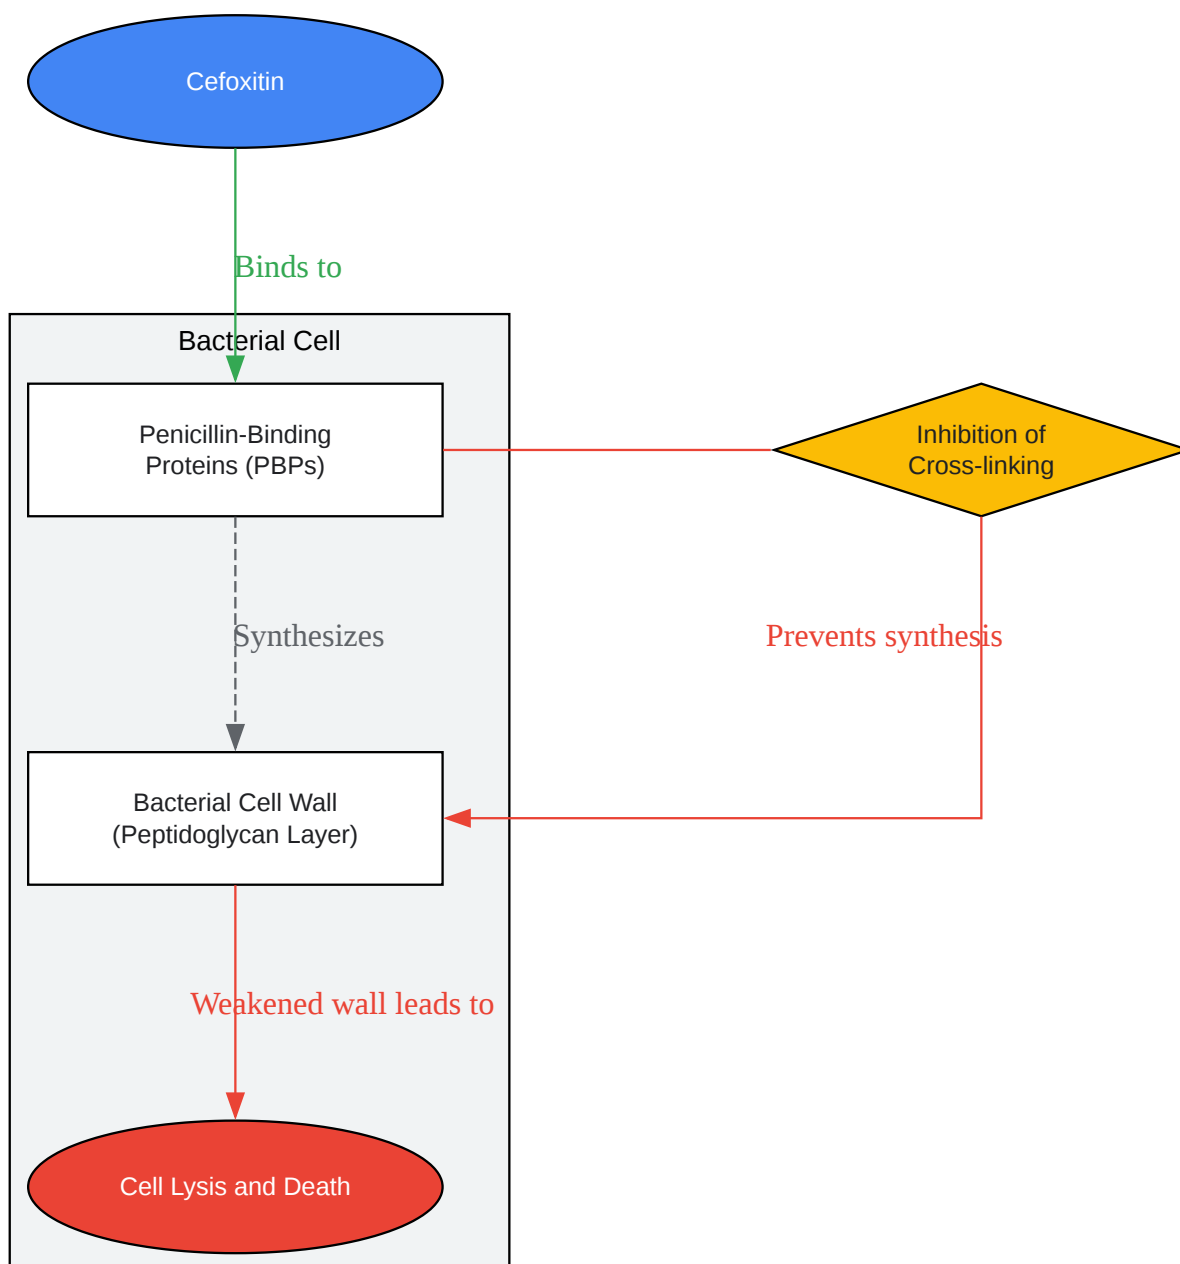 Cefoxitin
Binds to
Bacterial Cell
Penicillin-Binding
Proteins (PBPs)
Inhibition of
Cross-linking
Synthesizes
Prevents synthesis
Bacterial Cell Wall
(Peptidoglycan Layer)
Weakened wall leads to
Cell Lysis and Death